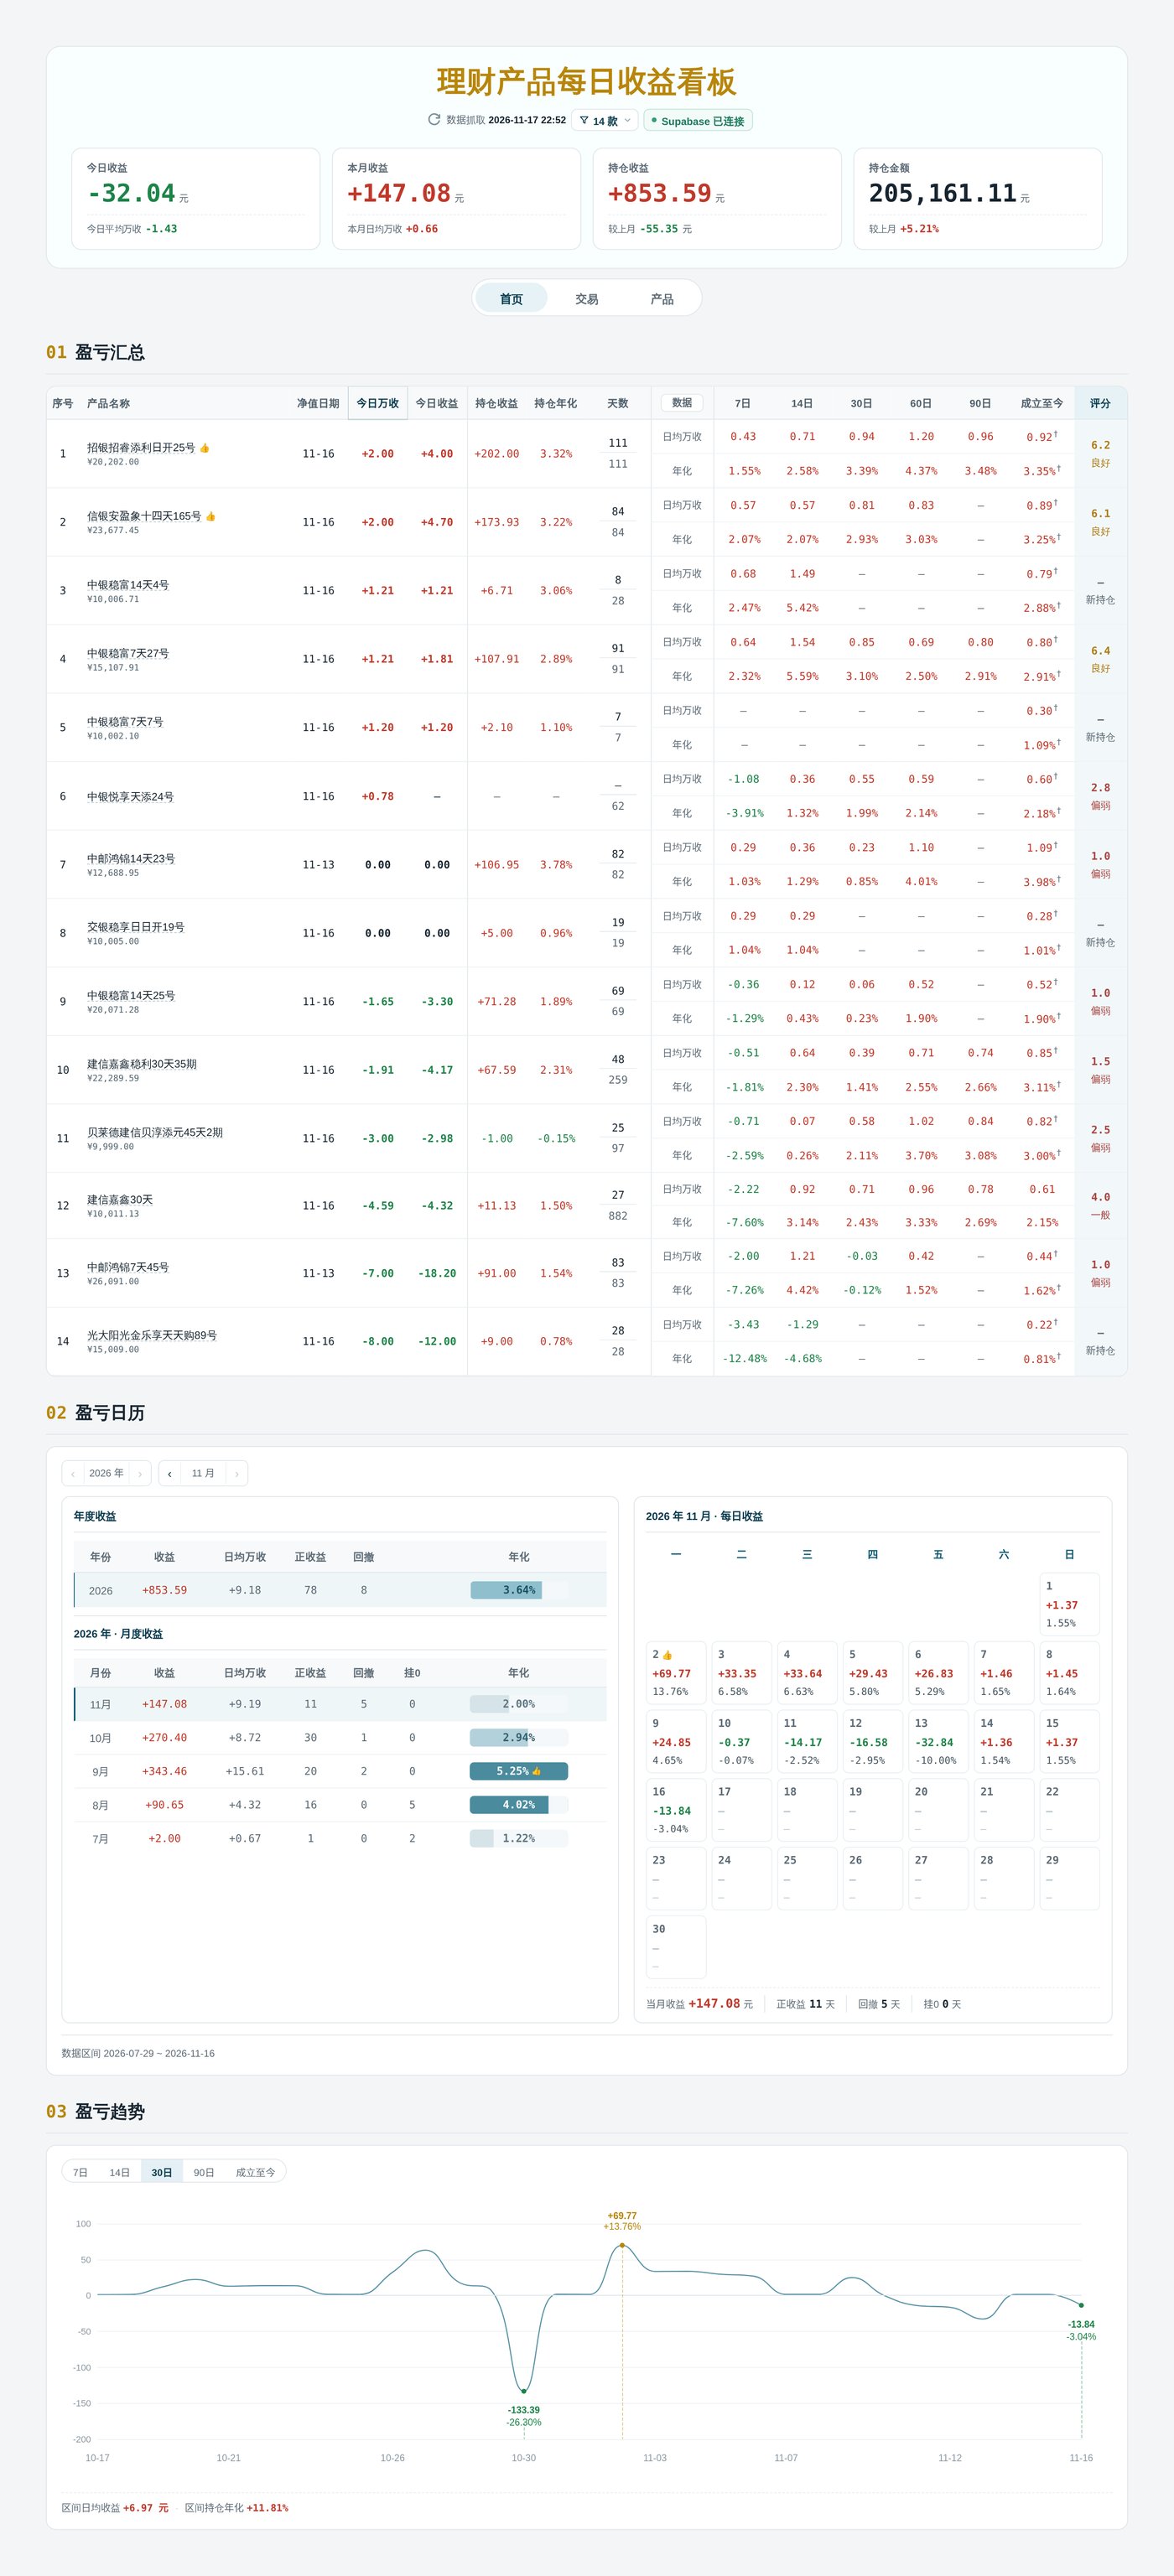 理财产品每日收益看板
数据抓取 2026-11-17 22:52 14 款 Supabase 已连接
今日收益 本月收益 持仓收益 持仓金额
-32.04 元 +147.08 元 +853.59 元 205,161.11 元
今日平均万收 -1.43 本月日均万收 +0.66 较上月 -55.35 元 较上月 +5.21%
首页 交易 产品
01 盈亏汇总
序号 产品名称 净值日期 今日万收 今日收益 持仓收益 持仓年化 天数 数据 7日 14日 30日 60日 90日 成立至今 评分
1 招银招睿添利日开25号👍 ¥20,202.00 11-16 +2.00 +4.00 +202.00 3.32% 111 111
日均万收 0.43 0.71 0.94 1.20 0.96 0.92† 6.2
年化 1.55% 2.58% 3.39% 4.37% 3.48% 3.35%† 良好
2 信银安盈象十四天165号👍 ¥23,677.45 11-16 +2.00 +4.70 +173.93 3.22% 84 84
日均万收 0.57 0.57 0.81 0.83 — 0.89† 6.1
年化 2.07% 2.07% 2.93% 3.03% — 3.25%† 良好
3 中银稳富14天4号 ¥10,006.71 11-16 +1.21 +1.21 +6.71 3.06% 8 28
日均万收 0.68 1.49 — — — 0.79† —
年化 2.47% 5.42% — — — 2.88%† 新持仓
4 中银稳富7天27号 ¥15,107.91 11-16 +1.21 +1.81 +107.91 2.89% 91 91
日均万收 0.64 1.54 0.85 0.69 0.80 0.80† 6.4
年化 2.32% 5.59% 3.10% 2.50% 2.91% 2.91%† 良好
5 中银稳富7天7号 ¥10,002.10 11-16 +1.20 +1.20 +2.10 1.10% 7 7
日均万收 — — — — — 0.30† —
年化 — — — — — 1.09%† 新持仓
6 中银悦享天添24号 11-16 +0.78 — — — — 62
日均万收 -1.08 0.36 0.55 0.59 — 0.60† 2.8
年化 -3.91% 1.32% 1.99% 2.14% — 2.18%† 偏弱
7 中邮鸿锦14天23号 ¥12,688.95 11-13 0.00 0.00 +106.95 3.78% 82 82
日均万收 0.29 0.36 0.23 1.10 — 1.09† 1.0
年化 1.03% 1.29% 0.85% 4.01% — 3.98%† 偏弱
8 交银稳享日日开19号 ¥10,005.00 11-16 0.00 0.00 +5.00 0.96% 19 19
日均万收 0.29 0.29 — — — 0.28† —
年化 1.04% 1.04% — — — 1.01%† 新持仓
9 中银稳富14天25号 ¥20,071.28 11-16 -1.65 -3.30 +71.28 1.89% 69 69
日均万收 -0.36 0.12 0.06 0.52 — 0.52† 1.0
年化 -1.29% 0.43% 0.23% 1.90% — 1.90%† 偏弱
10 建信嘉鑫稳利30天35期 ¥22,289.59 11-16 -1.91 -4.17 +67.59 2.31% 48 259
日均万收 -0.51 0.64 0.39 0.71 0.74 0.85† 1.5
年化 -1.81% 2.30% 1.41% 2.55% 2.66% 3.11%† 偏弱
11 贝莱德建信贝淳添元45天2期 ¥9,999.00 11-16 -3.00 -2.98 -1.00 -0.15% 25 97
日均万收 -0.71 0.07 0.58 1.02 0.84 0.82† 2.5
年化 -2.59% 0.26% 2.11% 3.70% 3.08% 3.00%† 偏弱
12 建信嘉鑫30天 ¥10,011.13 11-16 -4.59 -4.32 +11.13 1.50% 27 882
日均万收 -2.22 0.92 0.71 0.96 0.78 0.61 4.0
年化 -7.60% 3.14% 2.43% 3.33% 2.69% 2.15% 一般
13 中邮鸿锦7天45号 ¥26,091.00 11-13 -7.00 -18.20 +91.00 1.54% 83 83
日均万收 -2.00 1.21 -0.03 0.42 — 0.44† 1.0
年化 -7.26% 4.42% -0.12% 1.52% — 1.62%† 偏弱
14 光大阳光金乐享天天购89号 ¥15,009.00 11-16 -8.00 -12.00 +9.00 0.78% 28 28
日均万收 -3.43 -1.29 — — — 0.22† —
年化 -12.48% -4.68% — — — 0.81%† 新持仓
02 盈亏日历
‹ 2026 年 › ‹ 11 月 ›
年度收益
年份 收益 日均万收 正收益 回撤 年化
2026 +853.59 +9.18 78 8 3.64%
2026 年 · 月度收益
月份 收益 日均万收 正收益 回撤 挂0 年化
11月 +147.08 +9.19 11 5 0 2.00%
10月 +270.40 +8.72 30 1 0 2.94%
9月 +343.46 +15.61 20 2 0 5.25%👍
8月 +90.65 +4.32 16 0 5 4.02%
7月 +2.00 +0.67 1 0 2 1.22%
2026 年 11 月 · 每日收益
一 二 三 四 五 六 日
1
+1.37
1.55%
2👍 3 4 5 6 7 8
+69.77 +33.35 +33.64 +29.43 +26.83 +1.46 +1.45
13.76% 6.58% 6.63% 5.80% 5.29% 1.65% 1.64%
9 10 11 12 13 14 15
+24.85 -0.37 -14.17 -16.58 -32.84 +1.36 +1.37
4.65% -0.07% -2.52% -2.95% -10.00% 1.54% 1.55%
16 17 18 19 20 21 22
-13.84 — — — — — —
-3.04% — — — — — —
23 24 25 26 27 28 29
— — — — — — —
— — — — — — —
30
—
—
当月收益 +147.08 元 正收益 11 天 回撤 5 天 挂0 0 天
数据区间 2026-07-29 ~ 2026-11-16
03 盈亏趋势
7日 14日 30日 90日 成立至今
+69.77
+13.76%
100
50
0
-50
-100
-150
-200
-13.84
-3.04%
-133.39
-26.30%
10-17 10-21 10-26 10-30 11-03 11-07 11-12 11-16
区间日均收益 +6.97 元 · 区间持仓年化 +11.81%